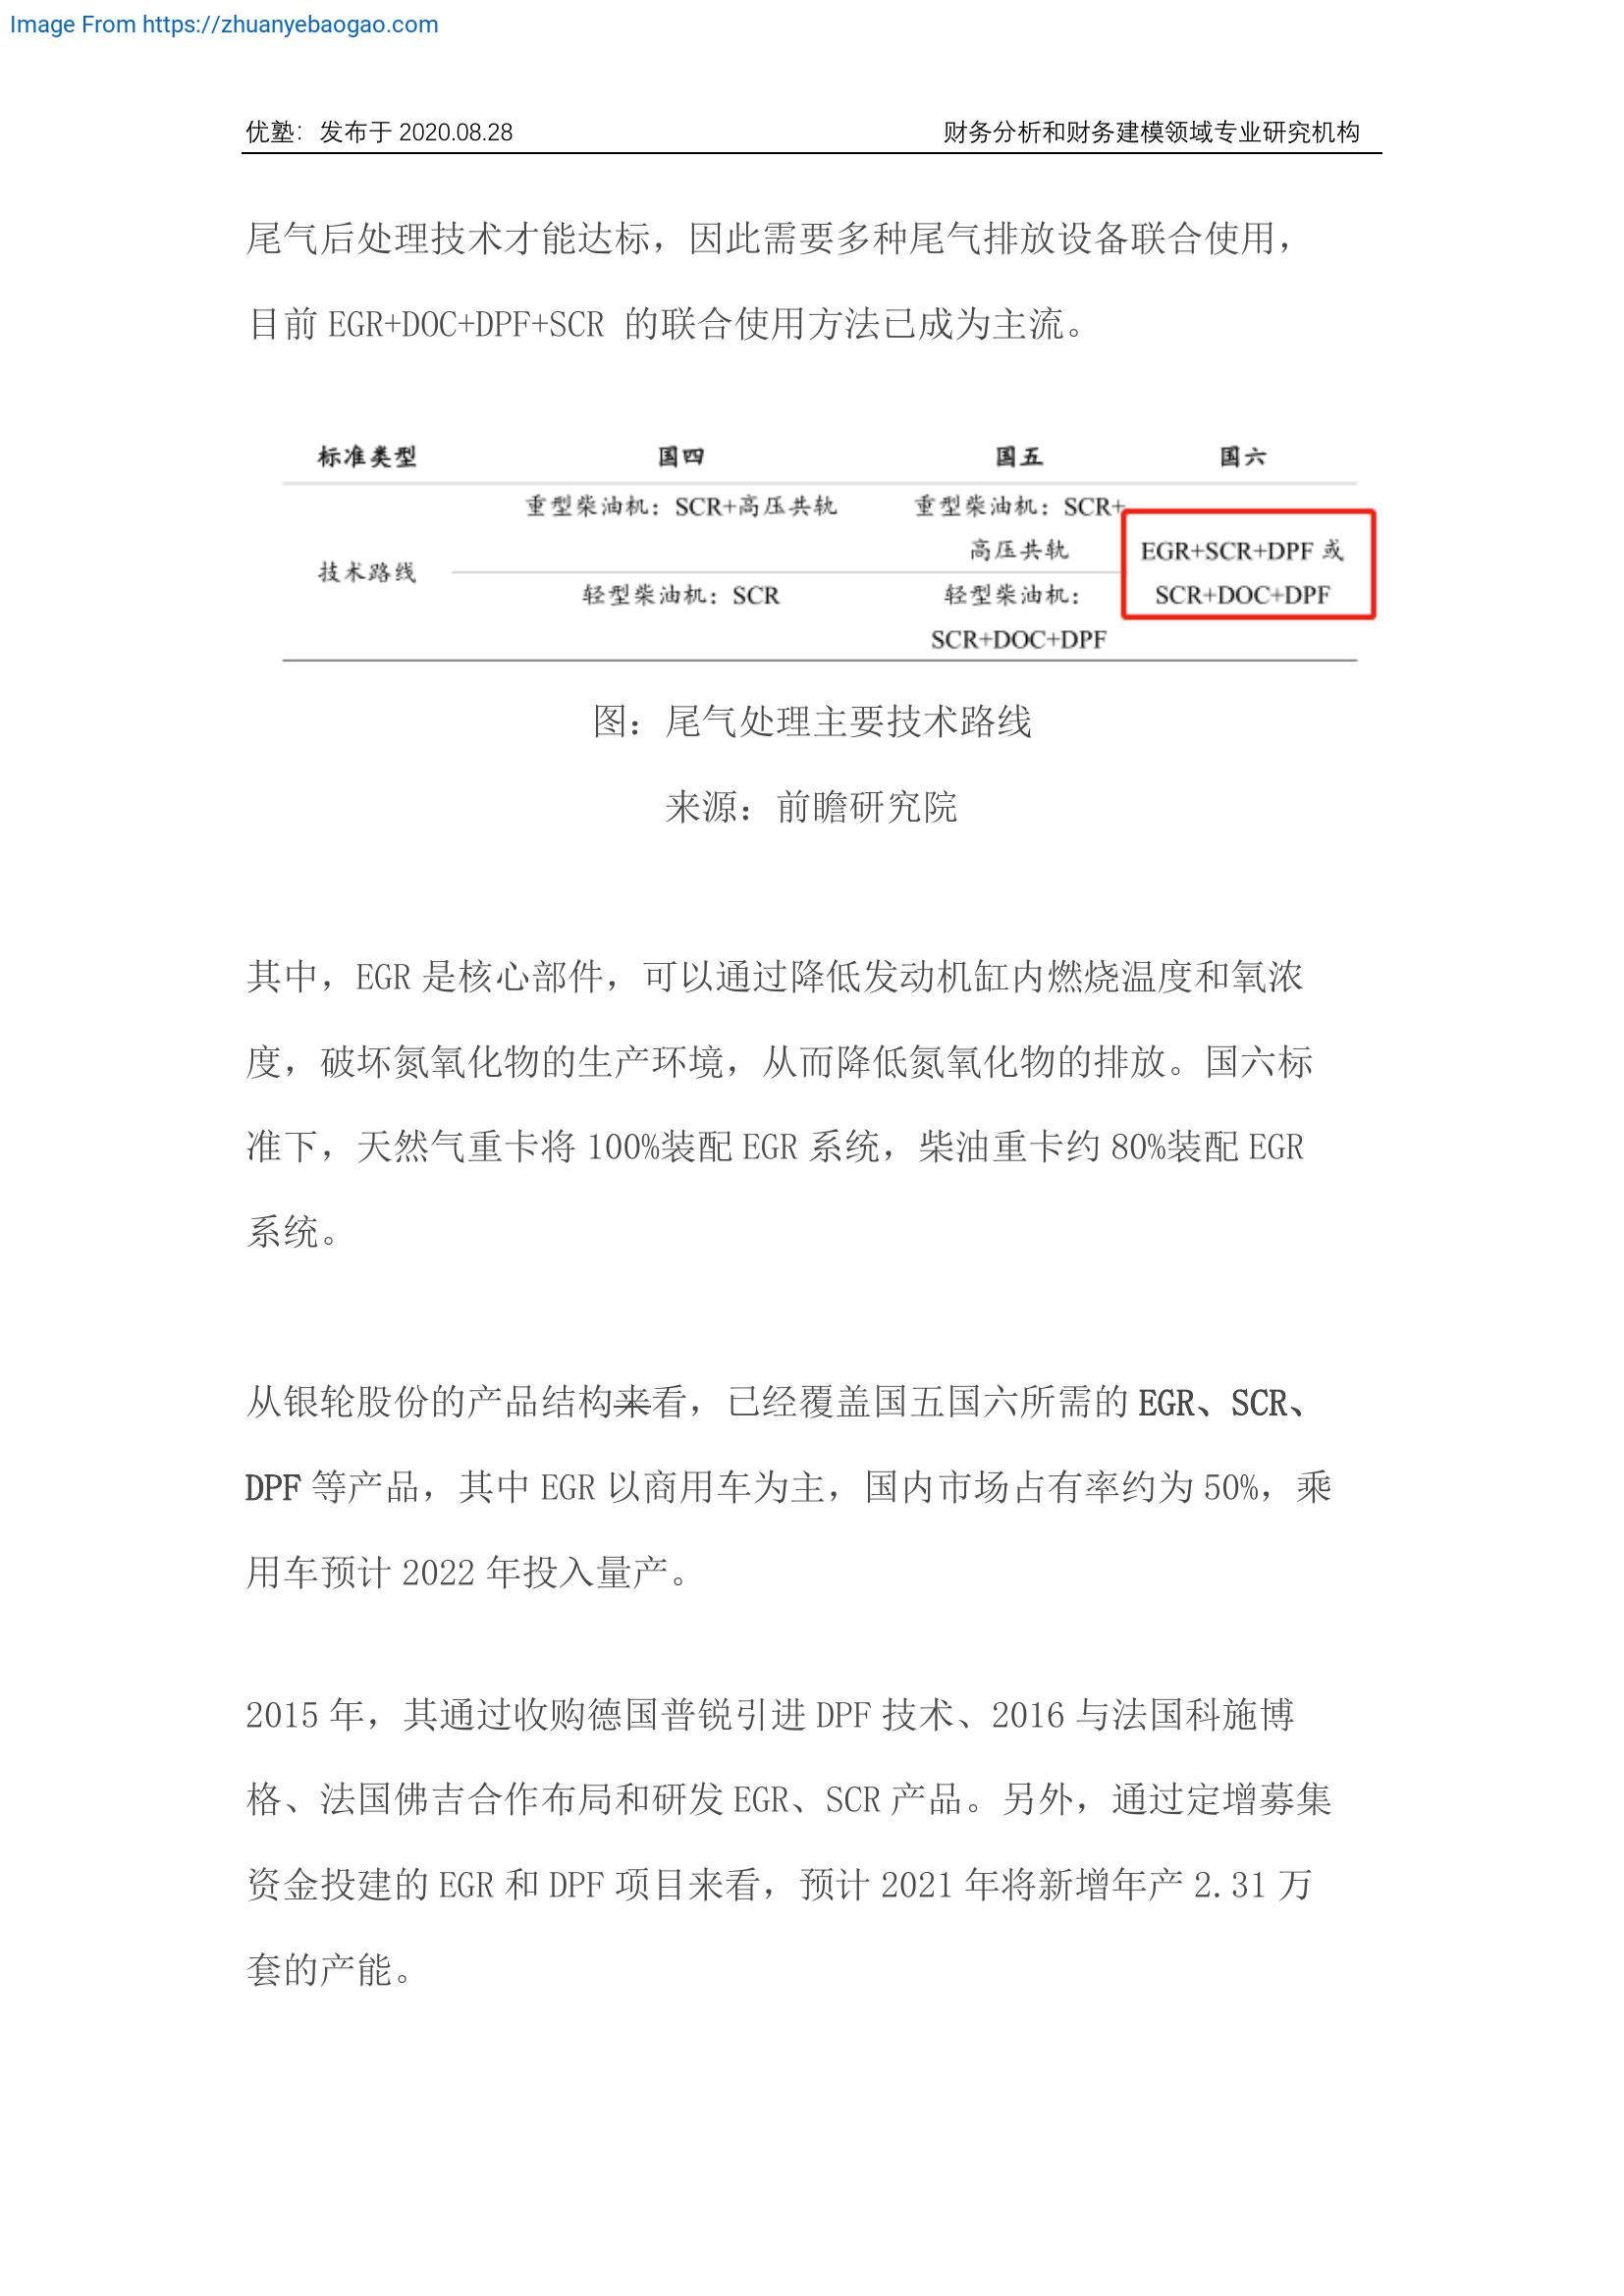 Image From https://zhuanyebaogao.com
优塾：发布于 2020.08.28 财务分析和财务建模领域专业研究机构
尾气后处理技术才能达标，因此需要多种尾气排放设备联合使用，
目前 EGR+DOC+DPF+SCR 的联合使用方法已成为主流。
标准类型 国四 国五 国六
重型柴油机：SCR+高压共轨 重型柴油机：SCR+
高压共轨 EGR+SCR+DPF 或
技术路线
轻型柴油机：SCR 轻型柴油机： SCR+DOC+DPF
SCR+DOC+DPF
图：尾气处理主要技术路线
来源：前瞻研究院
其中，EGR 是核心部件，可以通过降低发动机缸内燃烧温度和氧浓
度，破坏氮氧化物的生产环境，从而降低氮氧化物的排放。国六标
准下，天然气重卡将 100%装配 EGR 系统，柴油重卡约 80%装配 EGR
系统。
从银轮股份的产品结构来看，已经覆盖国五国六所需的 EGR、SCR、
DPF 等产品，其中 EGR 以商用车为主，国内市场占有率约为 50%，乘
用车预计 2022 年投入量产。
2015 年，其通过收购德国普锐引进 DPF 技术、2016 与法国科施博
格、法国佛吉合作布局和研发 EGR、SCR 产品。另外，通过定增募集
资金投建的 EGR 和 DPF 项目来看，预计 2021 年将新增年产 2.31 万
套的产能。